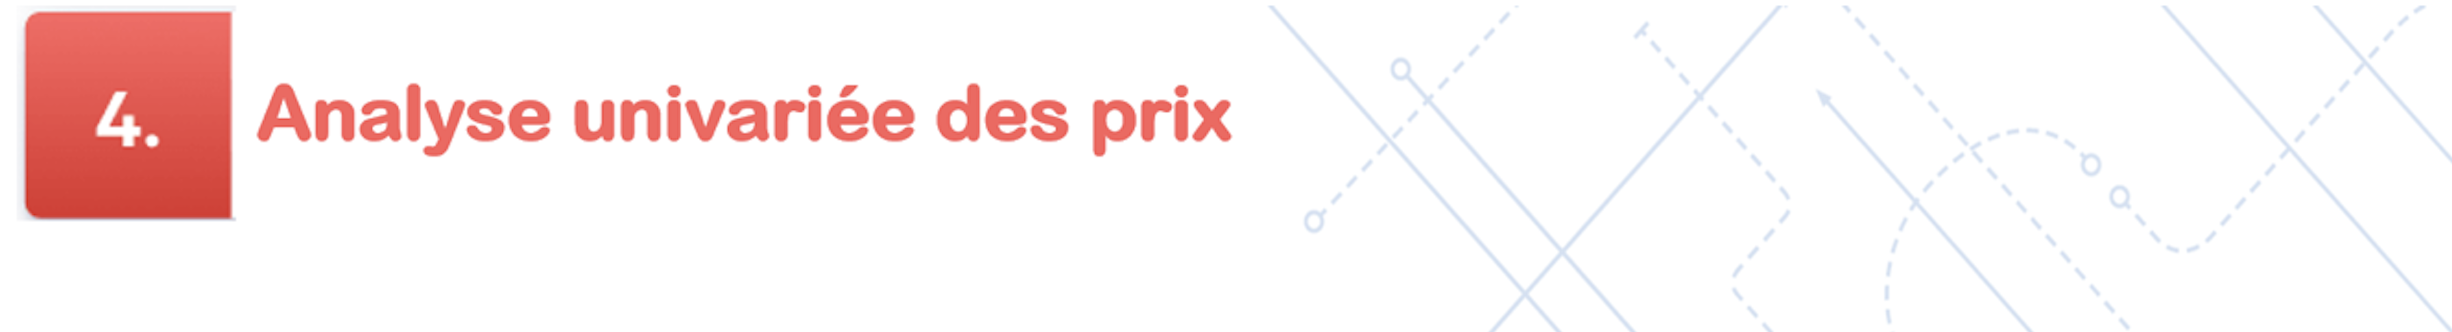 4. Analyse univariée des prix